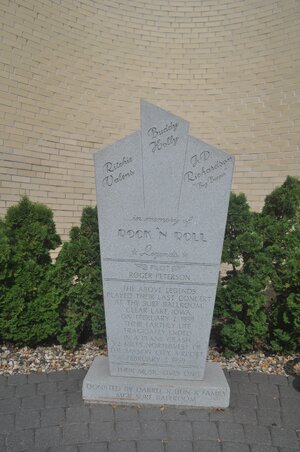 Buddy
Holly
Ritchie
Valens
J.P.
Richardson
"Big Bopper"
in memory of
ROCK 'N ROLL
Legends
& PILOT
ROGER PETERSON
THE ABOVE LEGENDS
PLAYED THEIR LAST CONCERT
AT THE SURF BALLROOM,
CLEAR LAKE, IOWA
ON FEBRUARY 2, 1959
THEIR EARTHLY LIFE
TRAGICALLY ENDED
IN A PLANE CRASH
5.2 MILES NORTHWEST OF
THE MASON CITY AIRPORT
FEBRUARY
THEIR MUSIC LIVES ON
DONATED BY DARREL & FAMILY
MGR. SURF BALLROOM